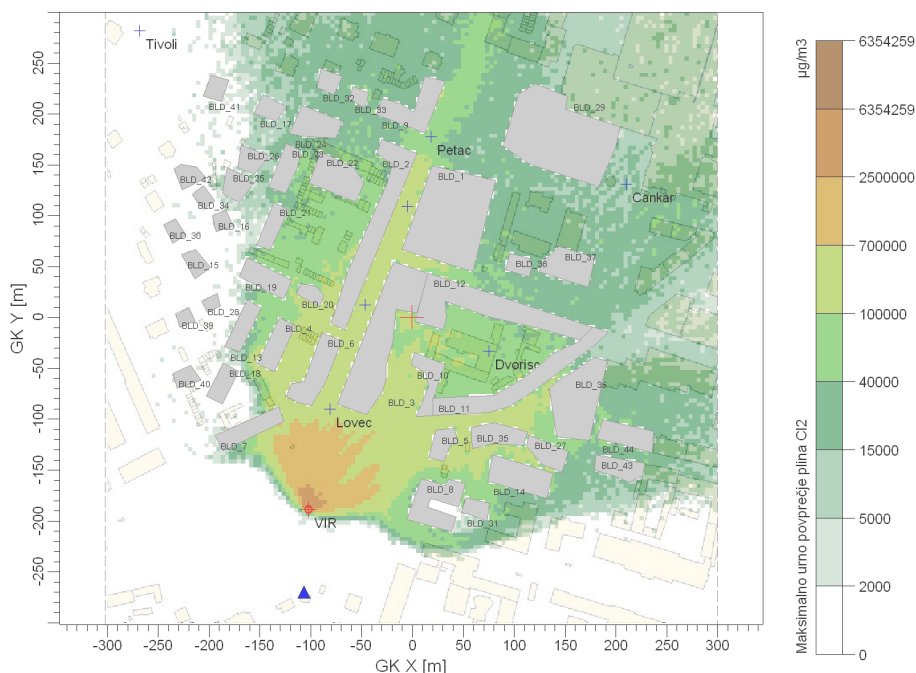 Tivoli
BLD_41
BLD_32
BLD_33
BLD_17
BLD_9
BLD_29
Petac
BLD_24
BLD_23
BLD_26
BLD_22
BLD_2
BLD_1
BLD_42
BLD_25
Cankar
BLD_34
BLD_21
BLD_16
BLD_30
BLD_15
BLD_36
BLD_37
BLD_19
BLD_12
BLD_20
BLD_28
BLD_39
BLD_4
BLD_6
BLD_13
Dvorisc
BLD_18
BLD_40
BLD_10
BLD_38
BLD_3
BLD_11
Lovec
BLD_7
BLD_5
BLD_35
BLD_27
BLD_44
BLD_43
BLD_8
BLD_14
BLD_31
VIR
250
200
150
100
50
0
-50
-100
-150
-200
-250
GK Y [m]
-300 -250 -200 -150 -100 -50 0 50 100 150 200 250 300
GK X [m]
µg/m3
Maksimalno urno povprečje plina Cl2
6354259
6354259
2500000
700000
100000
40000
15000
5000
2000
0